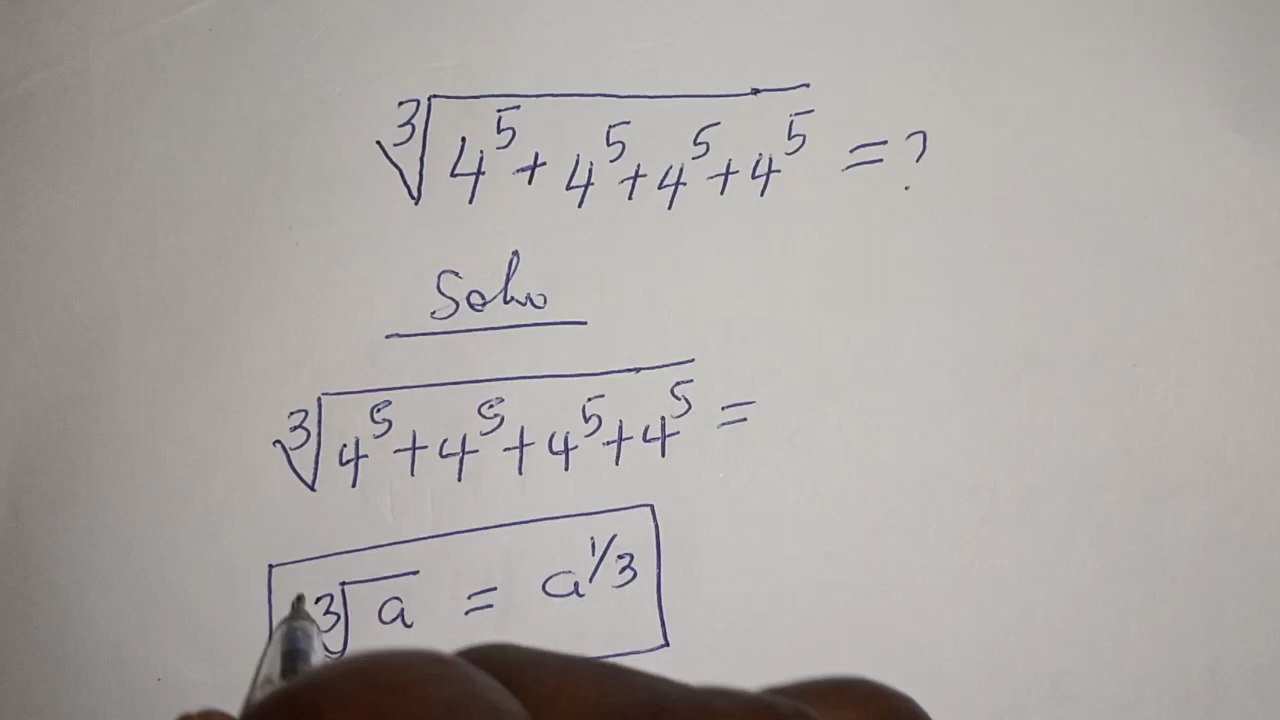 ∛(4⁵+4⁵+4⁵+4⁵) = ?
Soln
∛(4⁵+4⁵+4⁵+4⁵) =
∛a = a^1/3